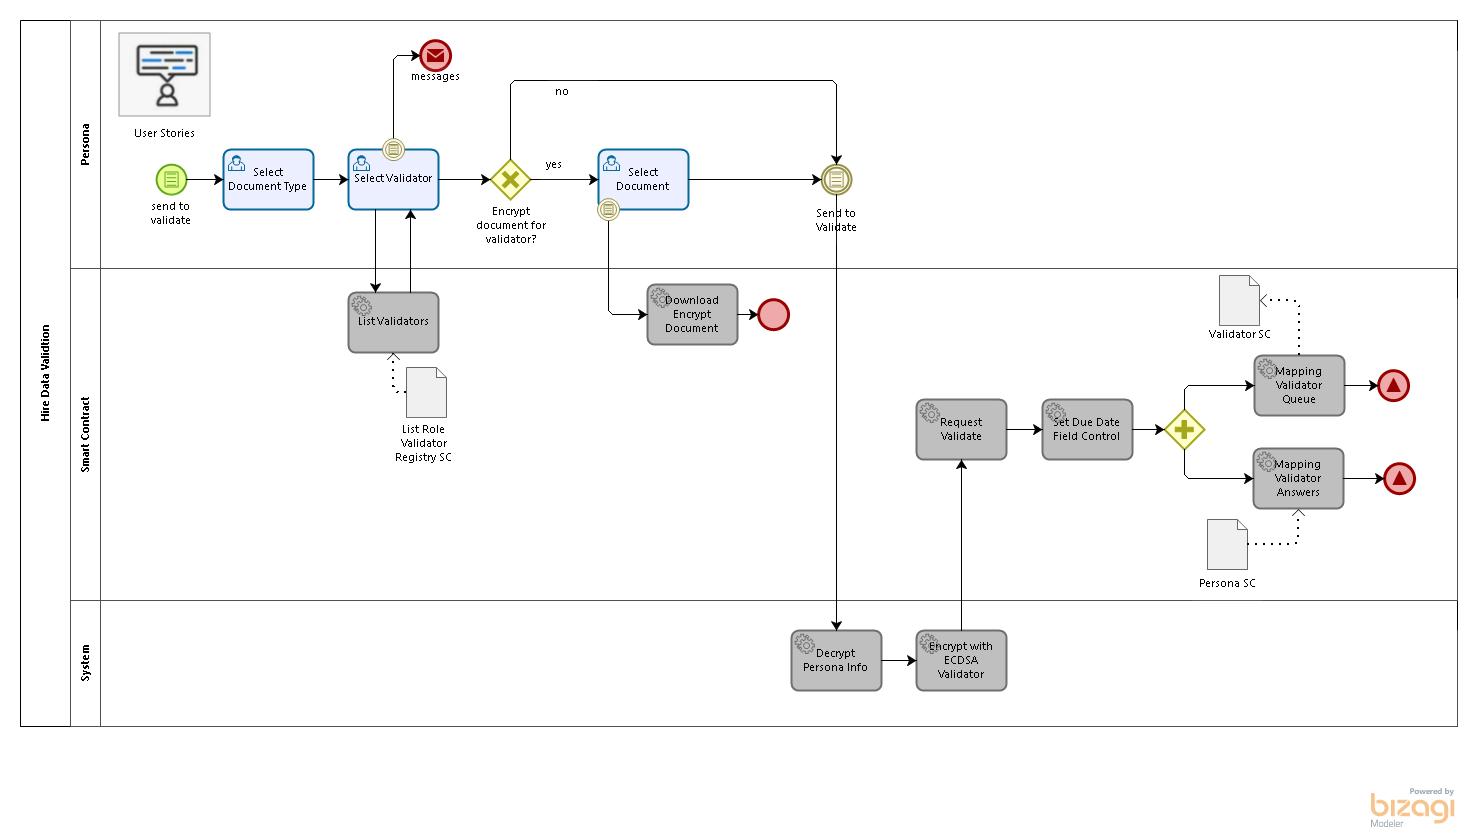 Hire Data Validtion
Persona
User Stories
send to
validate
Select
Document Type
Select Validator
messages
Encrypt
document for
validator?
no
yes
Select
Document
Send to
Validate
Smart Contract
List Validators
List Role
Validator
Registry SC
Download
Encrypt
Document
Request
Validate
Set Due Date
Field Control
Validator SC
Mapping
Validator
Queue
Mapping
Validator
Answers
Persona SC
System
Decrypt
Persona Info
Encrypt with
ECDSA
Validator
Powered by
bizagi
Modeler